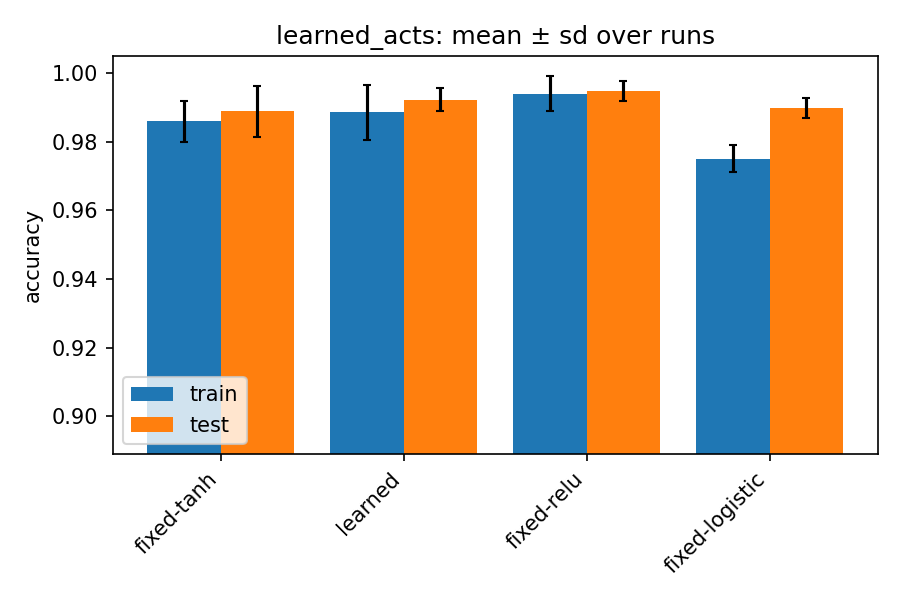 learned_acts: mean ± sd over runs
accuracy
1.00
0.98
0.96
0.94
0.92
0.90
train
test
fixed-tanh
learned
fixed-relu
fixed-logistic